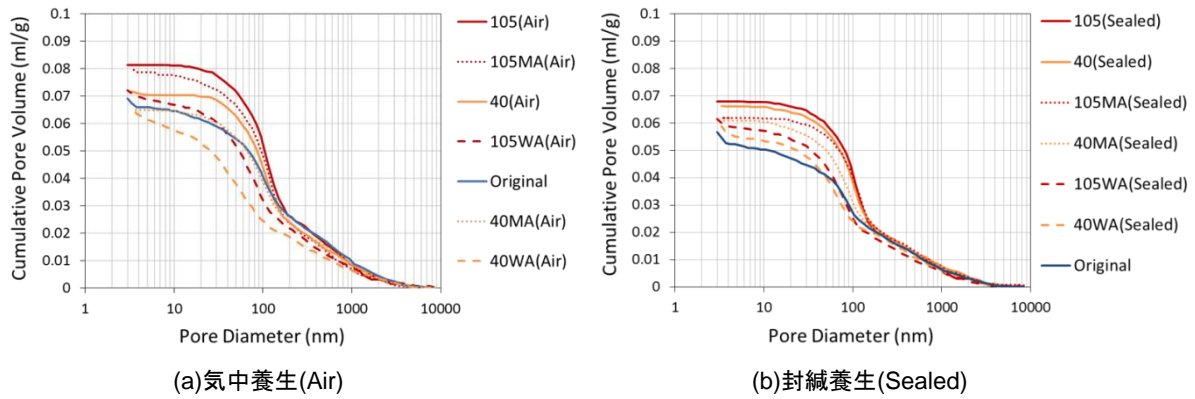 Cumulative Pore Volume (ml/g)
0.1
0.09
0.08
0.07
0.06
0.05
0.04
0.03
0.02
0.01
0
1
10
100
1000
10000
Pore Diameter (nm)
105(Air)
105MA(Air)
40(Air)
105WA(Air)
Original
40MA(Air)
40WA(Air)
(a)気中養生(Air)
Cumulative Pore Volume (ml/g)
0.1
0.09
0.08
0.07
0.06
0.05
0.04
0.03
0.02
0.01
0
1
10
100
1000
10000
Pore Diameter (nm)
105(Sealed)
40(Sealed)
105MA(Sealed)
40MA(Sealed)
105WA(Sealed)
40WA(Sealed)
Original
(b)封緘養生(Sealed)